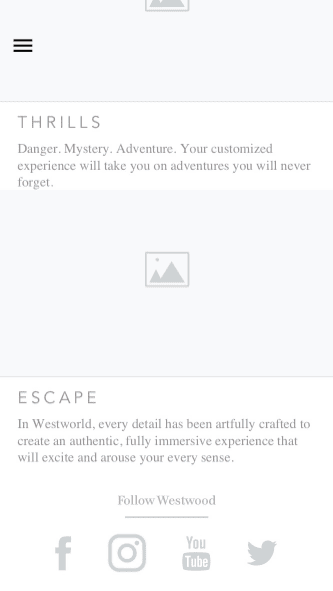 THRILLS
Danger. Mystery. Adventure. Your customized
experience will take you on adventures you will never
forget.
ESCAPE
In Westworld, every detail has been artfully crafted to
create an authentic, fully immersive experience that
will excite and arouse your every sense.
Follow Westwood
You
Tube